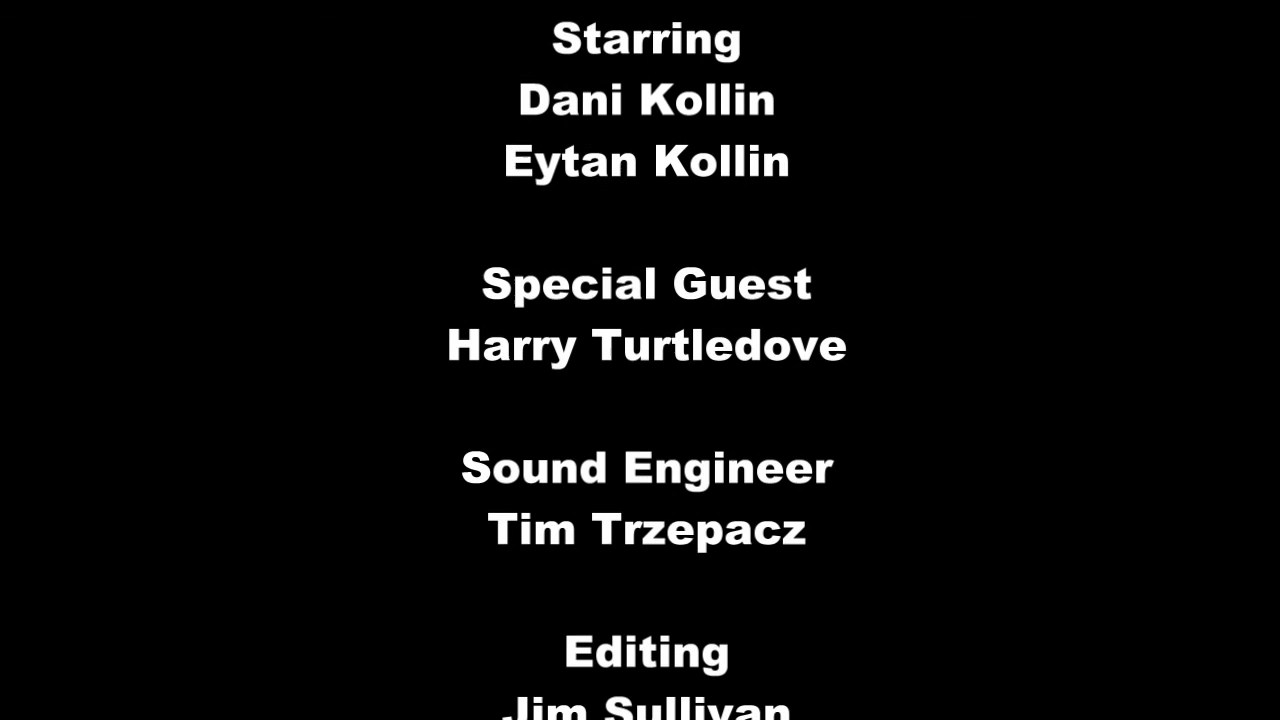 Starring
Dani Kollin
Eytan Kollin
Special Guest
Harry Turtledove
Sound Engineer
Tim Trzepacz
Editing
Jim Sullivan